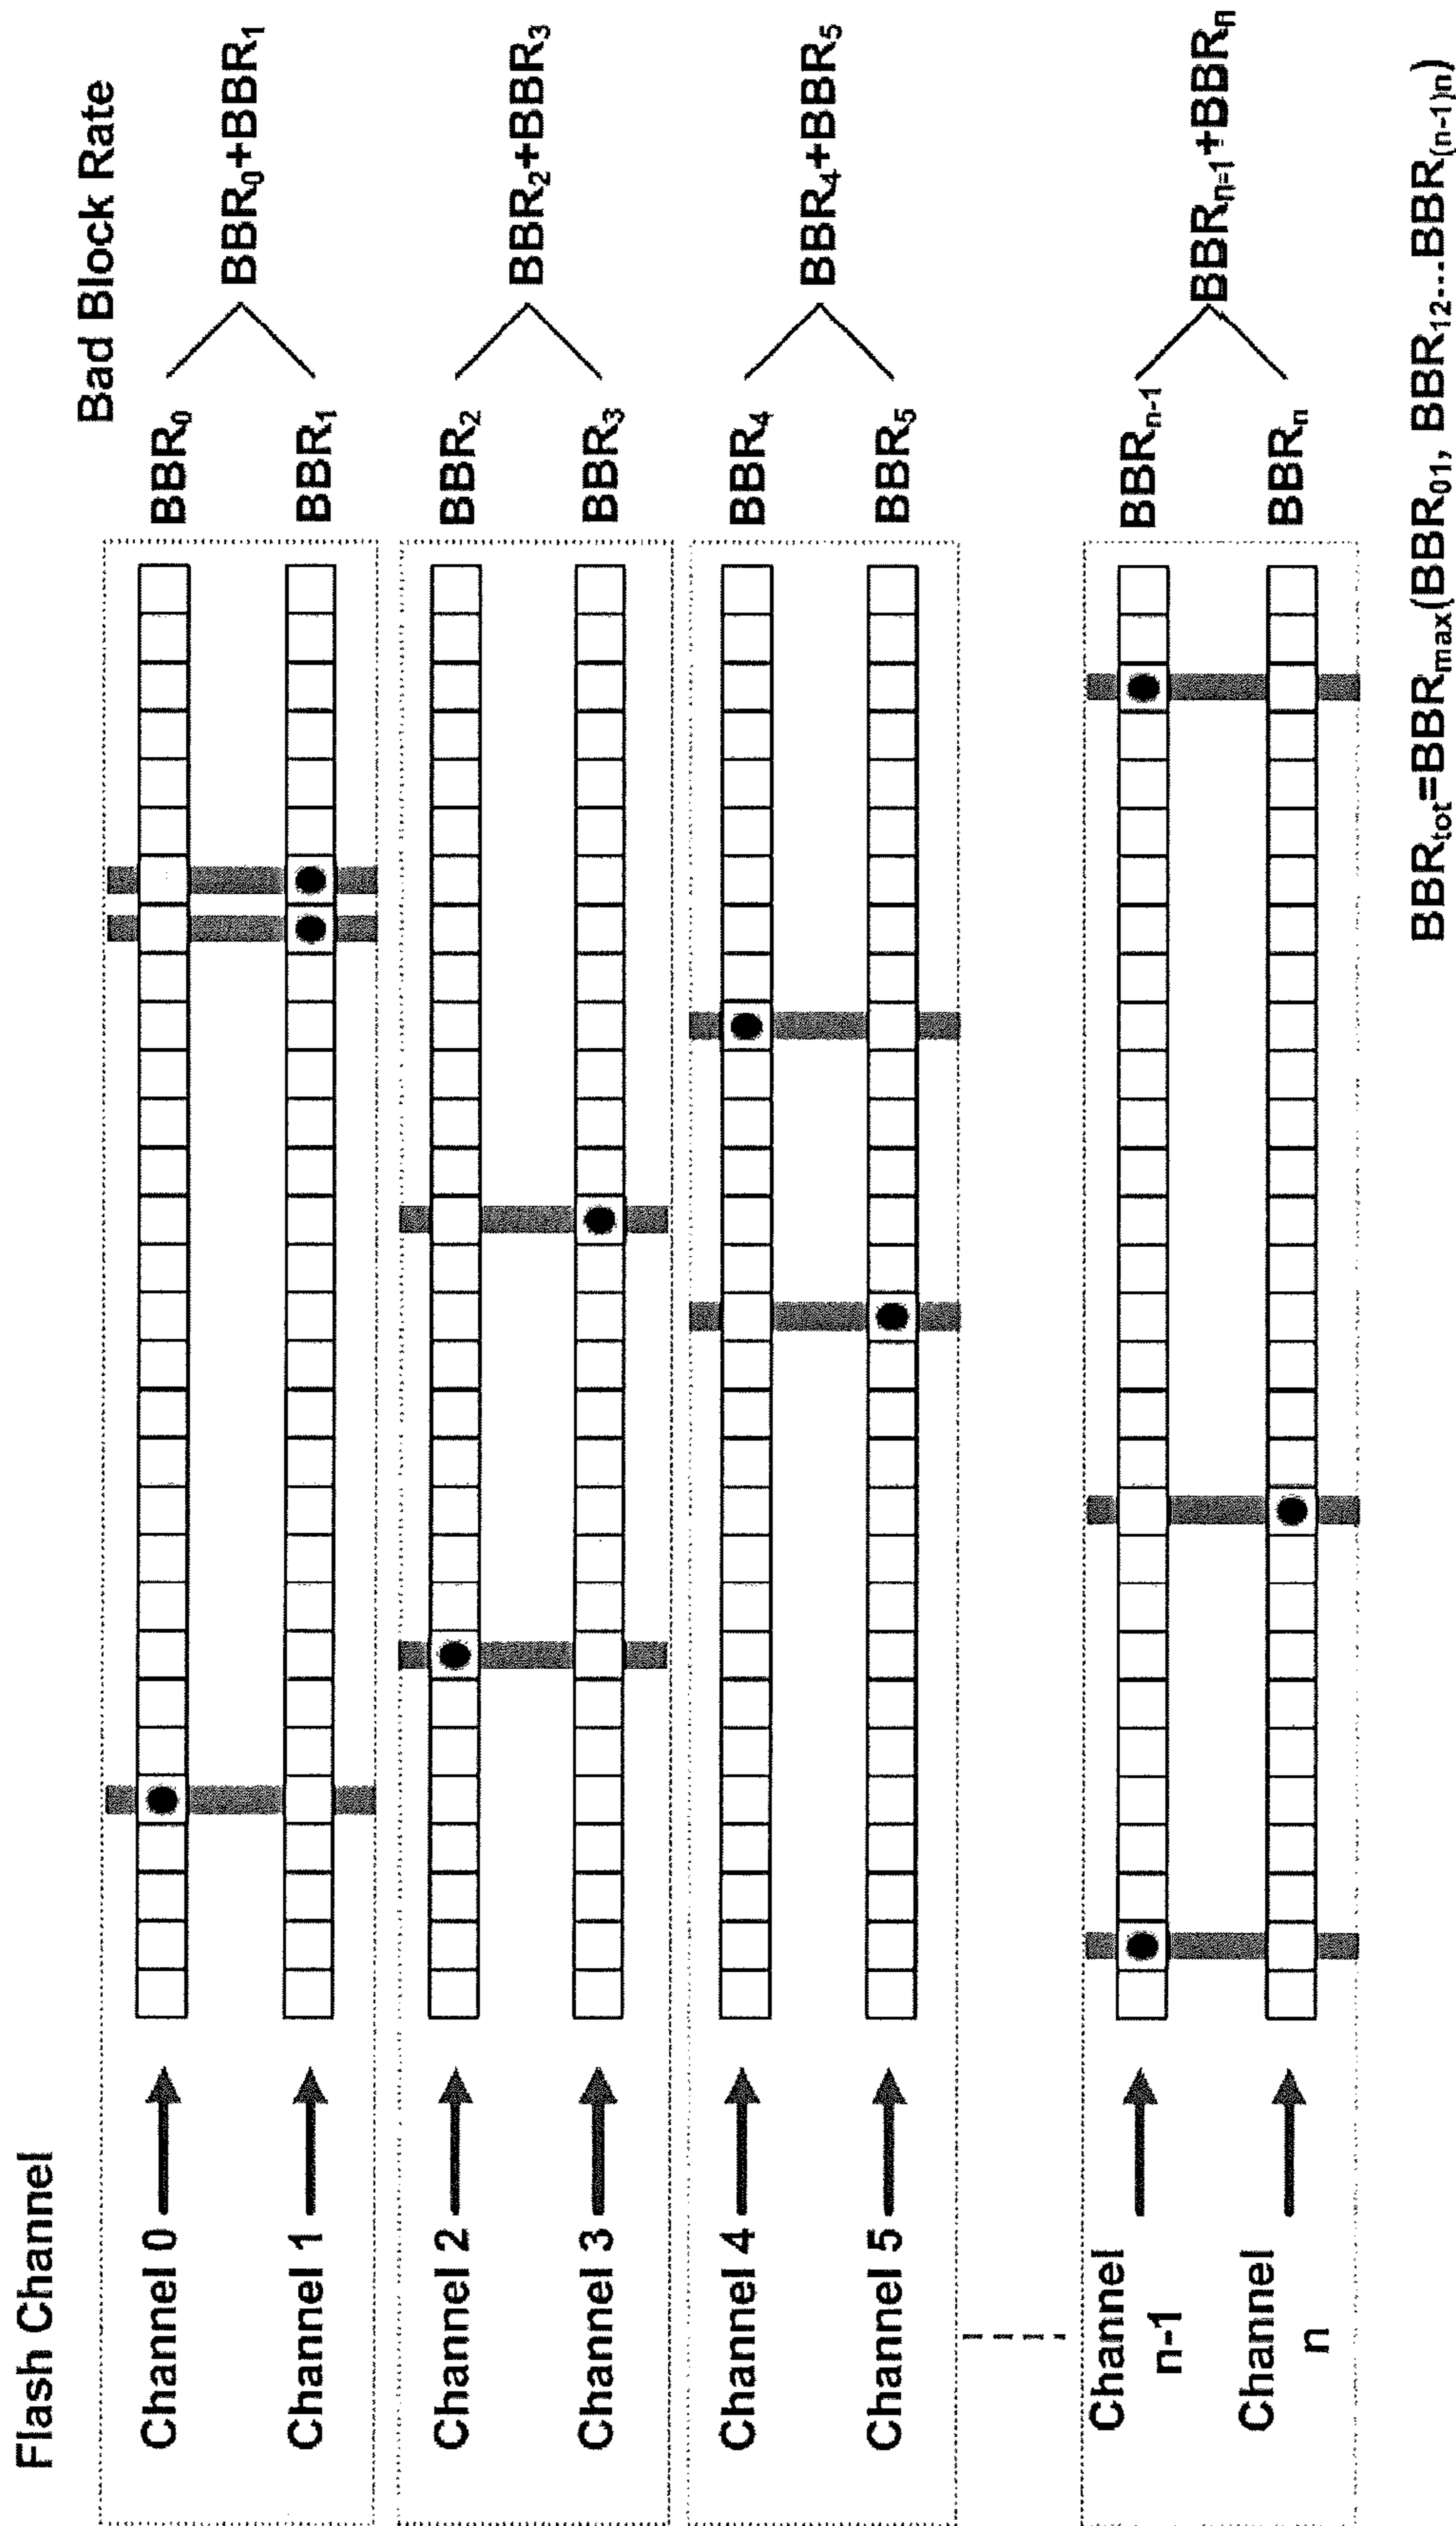 Flash Channel
Bad Block Rate
Channel 0
BBR0
BBR0+BBR1
Channel 1
BBR1
Channel 2
BBR2
BBR2+BBR3
Channel 3
BBR3
Channel 4
BBR4
BBR4+BBR5
Channel 5
BBR5
Channel
n-1
BBRn-1
BBRn=1+BBRn
Channel
n
BBRn
BBRtot=BBRmax(BBR01, BBR12...BBR(n-1)n)